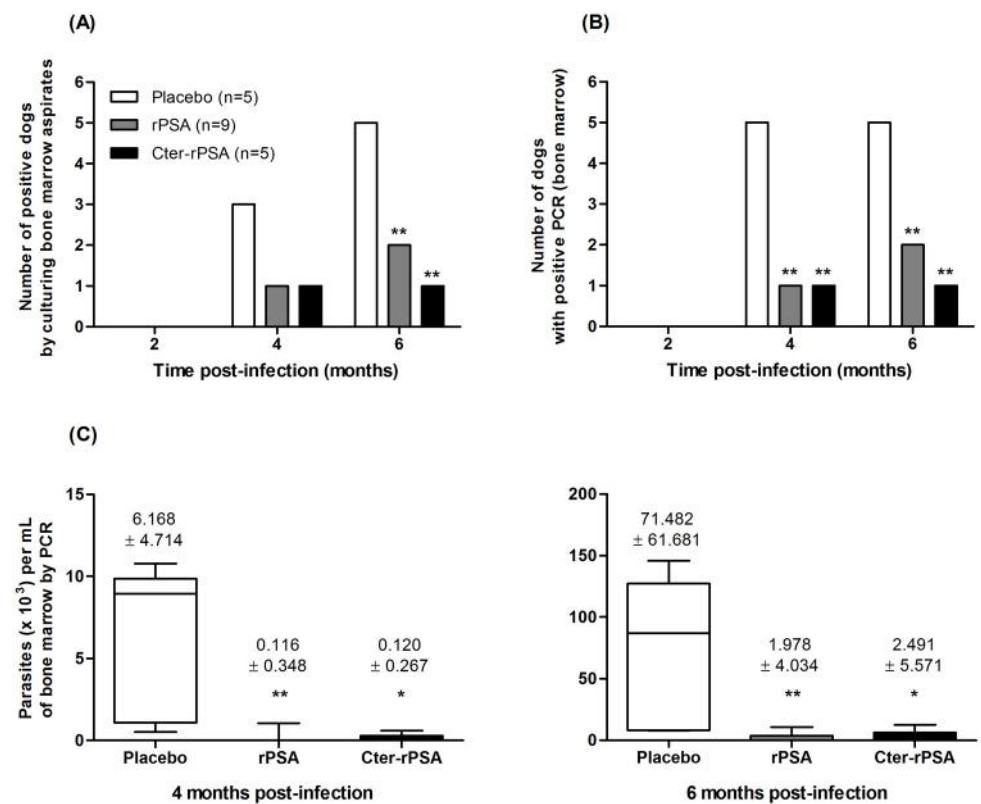 (A)
Number of positive dogs
by culturing bone marrow aspirates
6
5
4
3
2
1
0
Placebo (n=5)
rPSA (n=9)
Cter-rPSA (n=5)
**
**
2
4
6
Time post-infection (months)
(B)
Number of dogs
with positive PCR (bone marrow)
6
5
4
3
2
1
0
**
**
**
**
2
4
6
Time post-infection (months)
(C)
Parasites (x 10³) per mL
of bone marrow by PCR
15
10
5
0
6.168
± 4.714
0.116
± 0.348
**
0.120
± 0.267
*
Placebo
rPSA
Cter-rPSA
4 months post-infection
200
150
100
50
0
71.482
± 61.681
1.978
± 4.034
**
2.491
± 5.571
*
Placebo
rPSA
Cter-rPSA
6 months post-infection